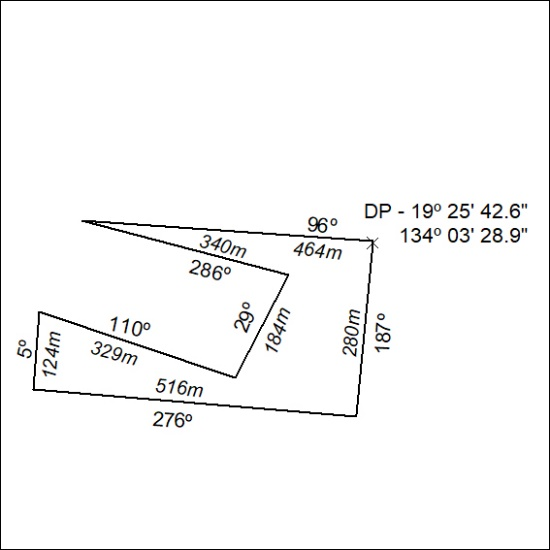 96º
DP - 19º 25' 42.6"
134º 03' 28.9"
340m
464m
286º
29º
184m
280m
187º
110º
329m
5º
124m
516m
276º